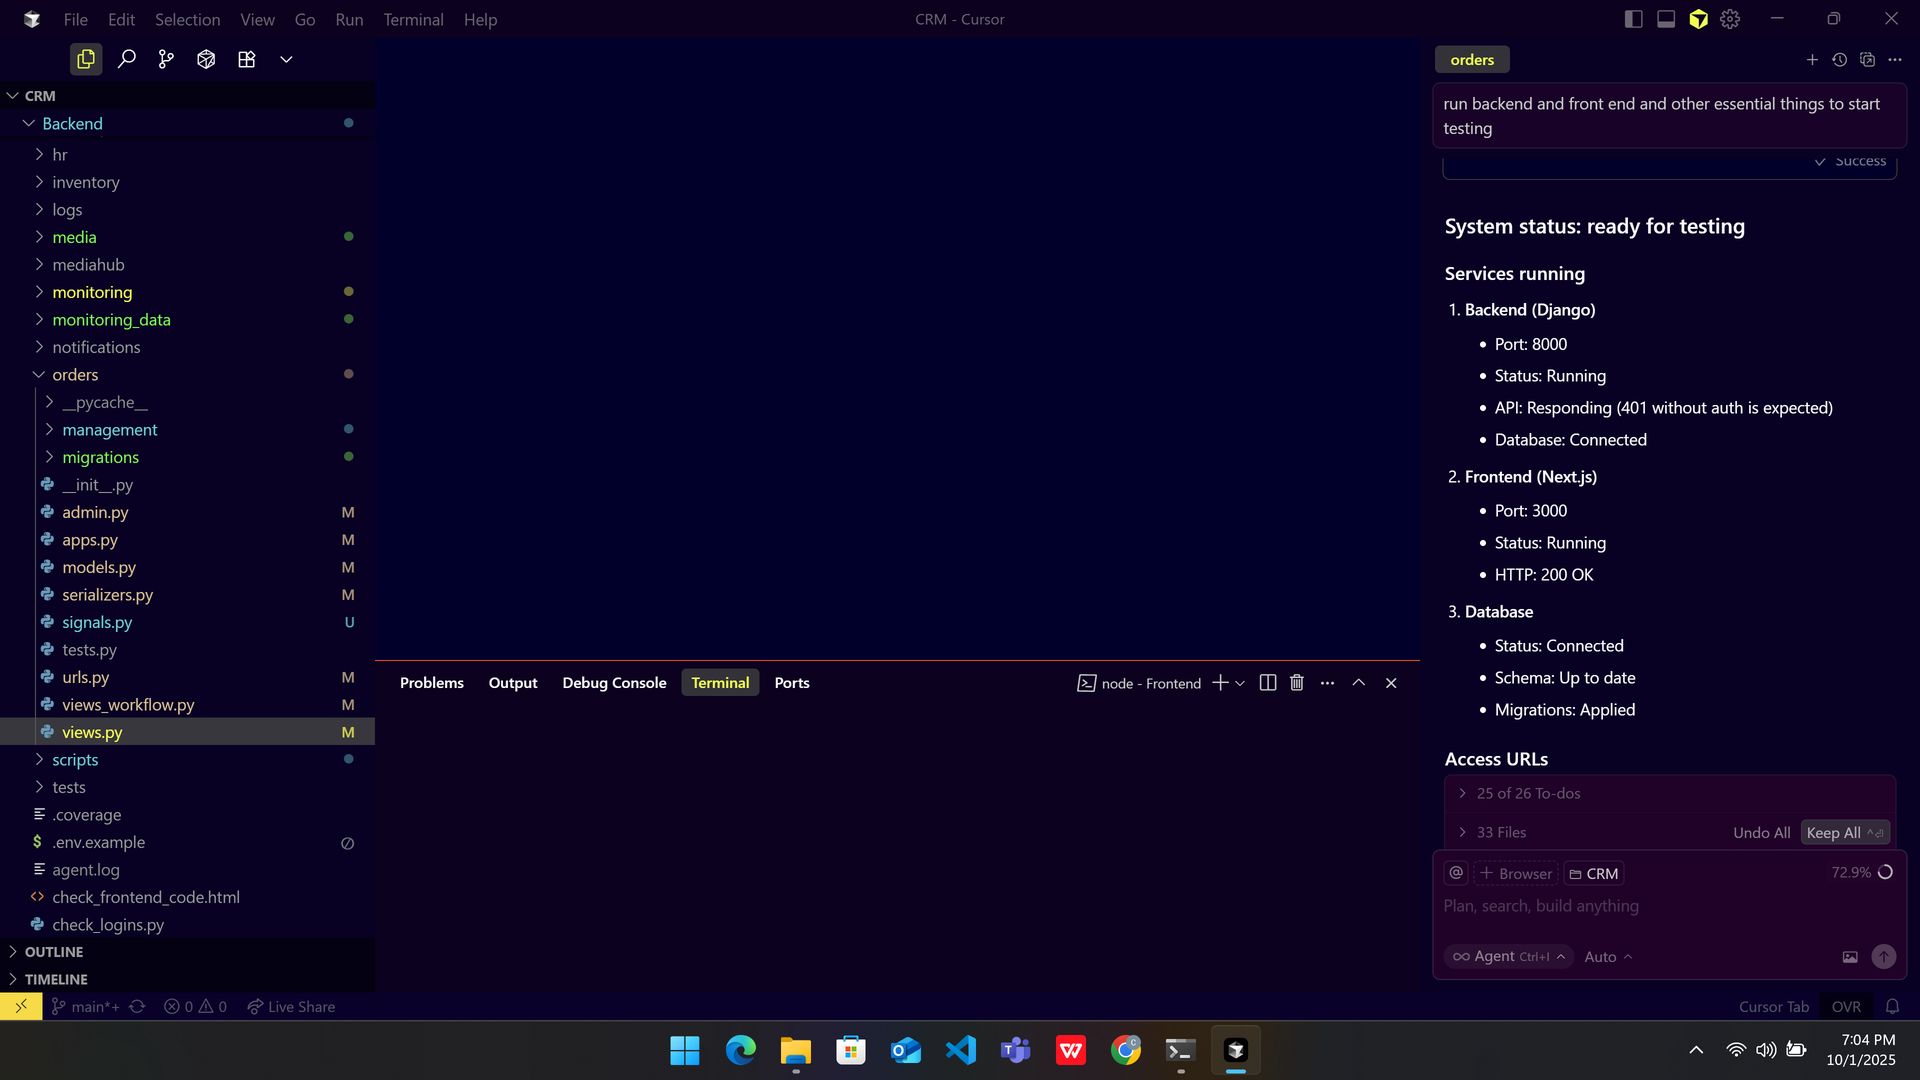 File Edit Selection View Go Run Terminal Help
CRM - Cursor
CRM
Backend
hr
inventory
logs
media
mediahub
monitoring
monitoring_data
notifications
orders
__pycache__
management
migrations
__init__.py
admin.py M
apps.py M
models.py M
serializers.py M
signals.py U
tests.py
urls.py M
views_workflow.py M
views.py M
scripts
tests
.coverage
$ .env.example
agent.log
check_frontend_code.html
check_logins.py
OUTLINE
TIMELINE
Problems Output Debug Console Terminal Ports
node - Frontend
orders
run backend and front end and other essential things to start
testing
Success
System status: ready for testing
Services running
1. Backend (Django)
• Port: 8000
• Status: Running
• API: Responding (401 without auth is expected)
• Database: Connected
2. Frontend (Next.js)
• Port: 3000
• Status: Running
• HTTP: 200 OK
3. Database
• Status: Connected
• Schema: Up to date
• Migrations: Applied
Access URLs
25 of 26 To-dos
33 Files Undo All Keep All
@ + Browser CRM 72.9%
Plan, search, build anything
Agent Ctrl+I Auto
main*+ 0 0 Live Share
Cursor Tab OVR
7:04 PM
10/1/2025